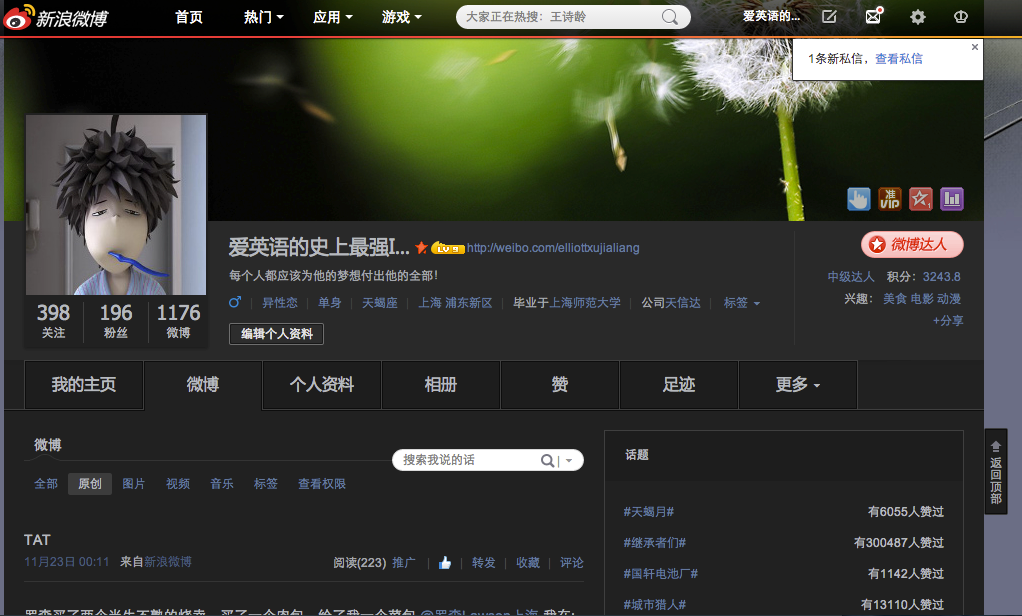 新浪微博 首页 热门 应用 游戏 大家正在热搜：王诗龄 爱英语的...
1条新私信，查看私信 ×
准VIP
爱英语的史上最强I... LV 9 http://weibo.com/elliottxujialiang
微博达人
每个人都应该为他的梦想付出他的全部！
中级达人 积分：3243.8
异性恋 单身 天蝎座 上海 浦东新区 毕业于上海师范大学 公司天信达 标签
兴趣： 美食 电影 动漫
+分享
398 196 1176
关注 粉丝 微博
编辑个人资料
我的主页 微博 个人资料 相册 赞 足迹 更多
微博
搜索我说的话
全部 原创 图片 视频 音乐 标签 查看权限
TAT
11月23日 00:11 来自新浪微博
阅读(223) 推广 转发 收藏 评论
话题
#天蝎月# 有6055人赞过
#继承者们# 有300487人赞过
#国轩电池厂# 有1142人赞过
#城市猎人# 有13110人赞过
返回顶部